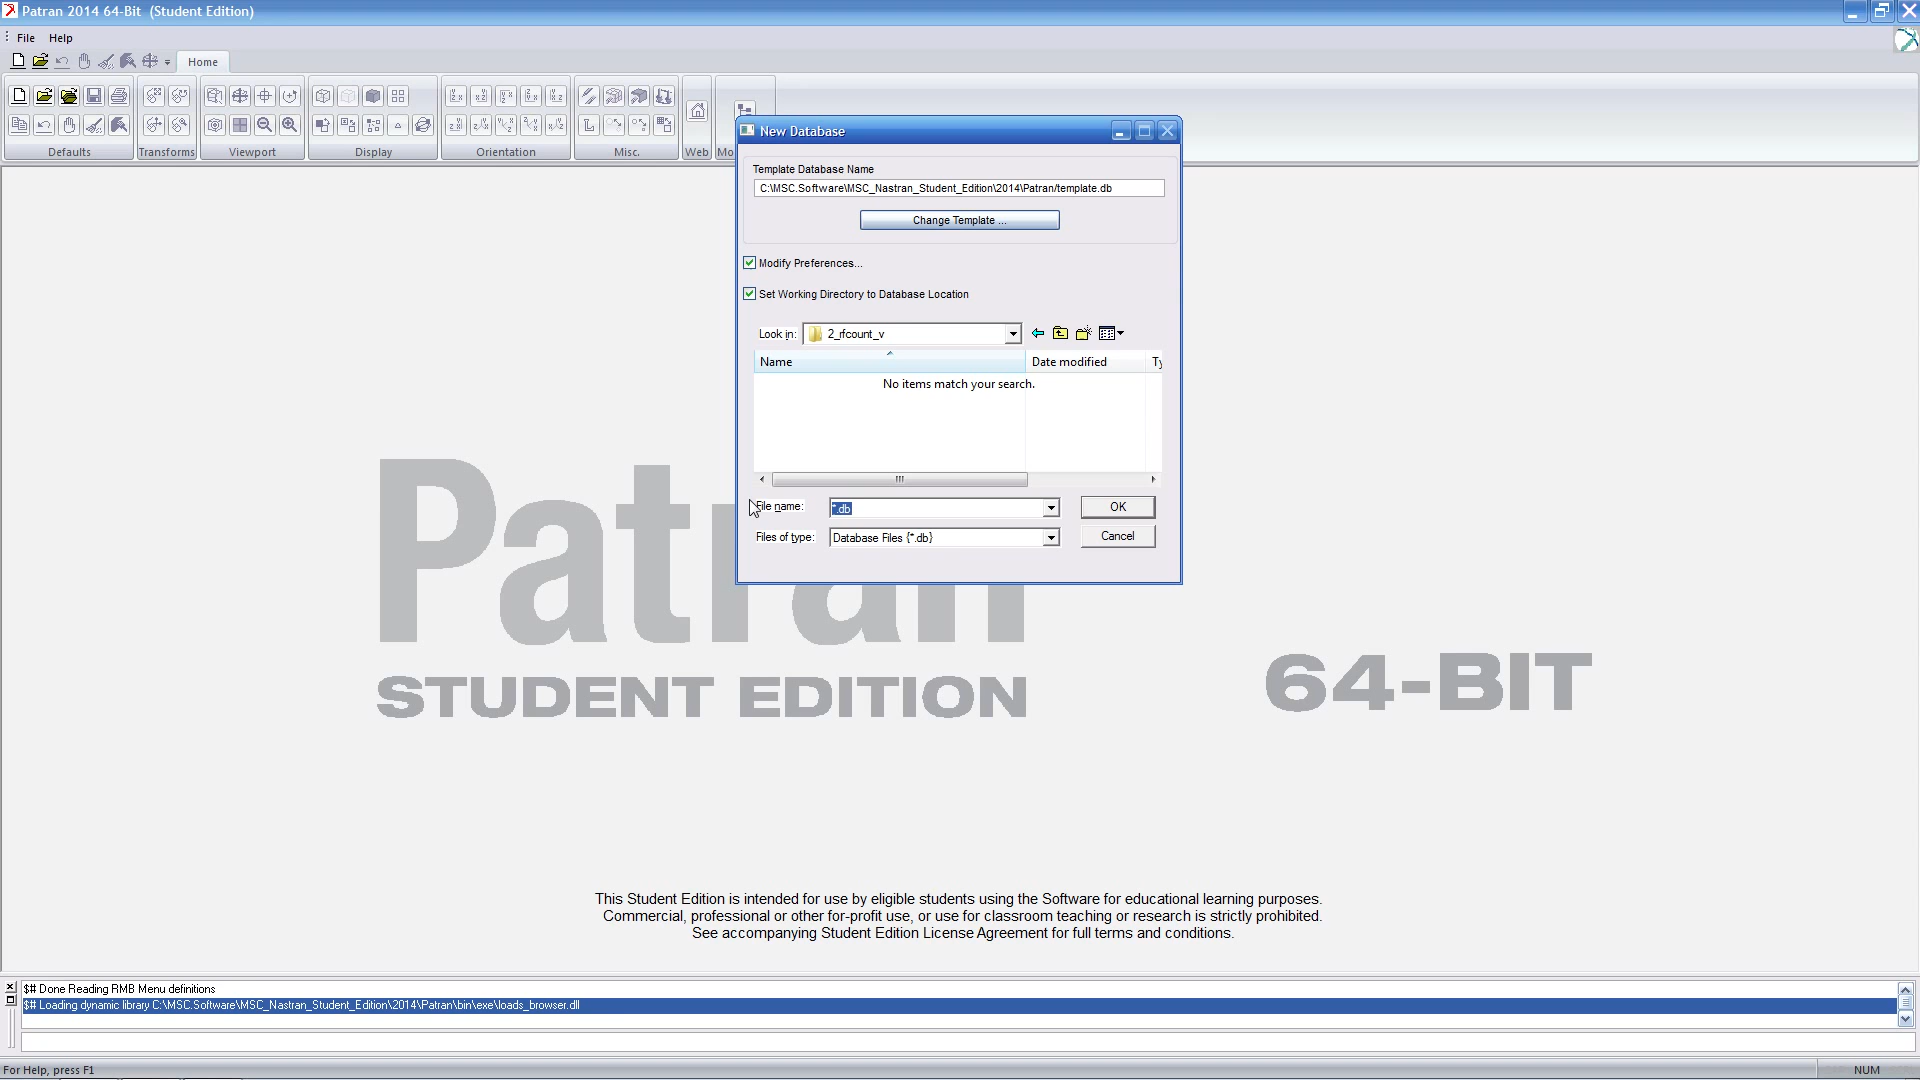 Patran 2014 64-Bit  (Student Edition)
File Help
Home
Defaults Transforms Viewport Display Orientation Misc. Web Mo
New Database
Template Database Name
C:\MSC.Software\MSC_Nastran_Student_Edition\2014\Patran/template.db
Change Template ...
Modify Preferences...
Set Working Directory to Database Location
Look in: 2_rfcount_v
Name Date modified Ty
No items match your search.
File name: *.db OK
Files of type: Database Files {*.db} Cancel
Patran
STUDENT EDITION
64-BIT
This Student Edition is intended for use by eligible students using the Software for educational learning purposes.
Commercial, professional or other for-profit use, or use for classroom teaching or research is strictly prohibited.
See accompanying Student Edition License Agreement for full terms and conditions.
$# Done Reading RMB Menu definitions
$# Loading dynamic library C:\MSC.Software\MSC_Nastran_Student_Edition\2014\Patran\bin\exe\loads_browser.dll
For Help, press F1 NUM